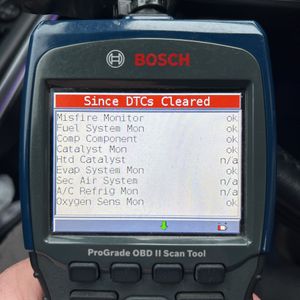 BOSCH
Since DTCs Cleared
Misfire Monitor ok
Fuel System Mon ok
Comp Component ok
Catalyst Mon ok
Htd Catalyst n/a
Evap System Mon ok
Sec Air System n/a
A/C Refrig Mon n/a
Oxygen Sens Mon ok
ProGrade OBD II Scan Tool